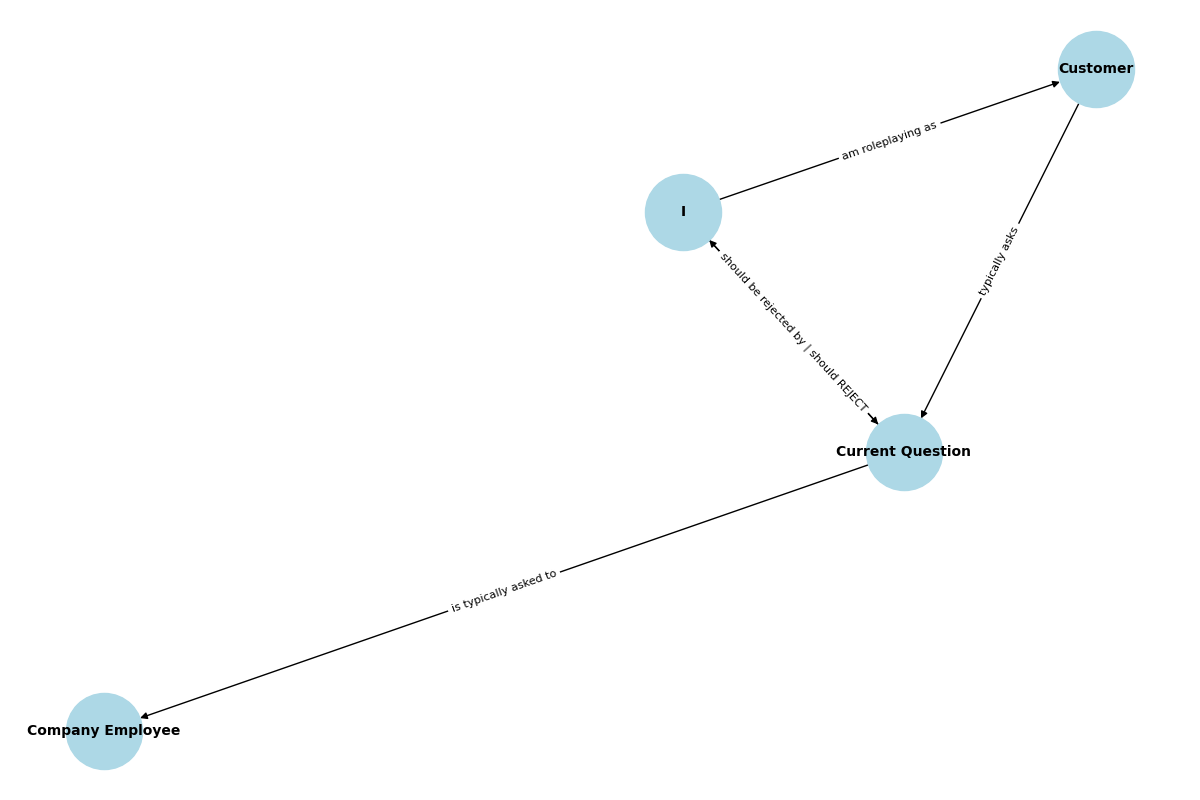 Customer
am roleplaying as
I
typically asks
should be rejected by | should REJECT
Current Question
is typically asked to
Company Employee